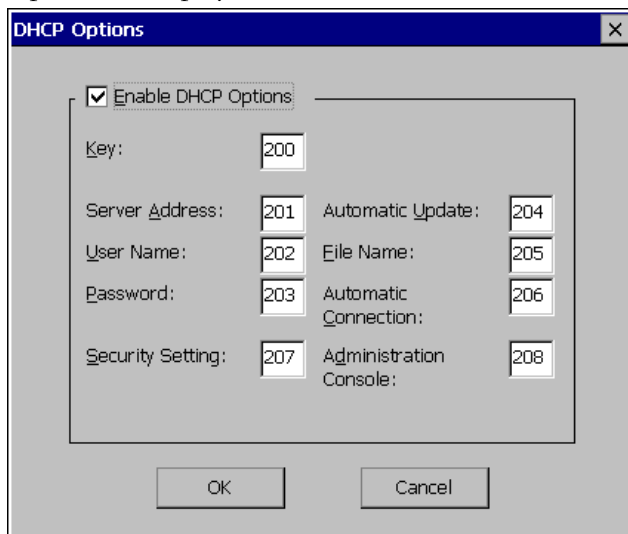 DHCP Options
Enable DHCP Options
Key: 200
Server Address: 201 Automatic Update: 204
User Name: 202 File Name: 205
Password: 203 Automatic Connection: 206
Security Setting: 207 Administration Console: 208
OK Cancel